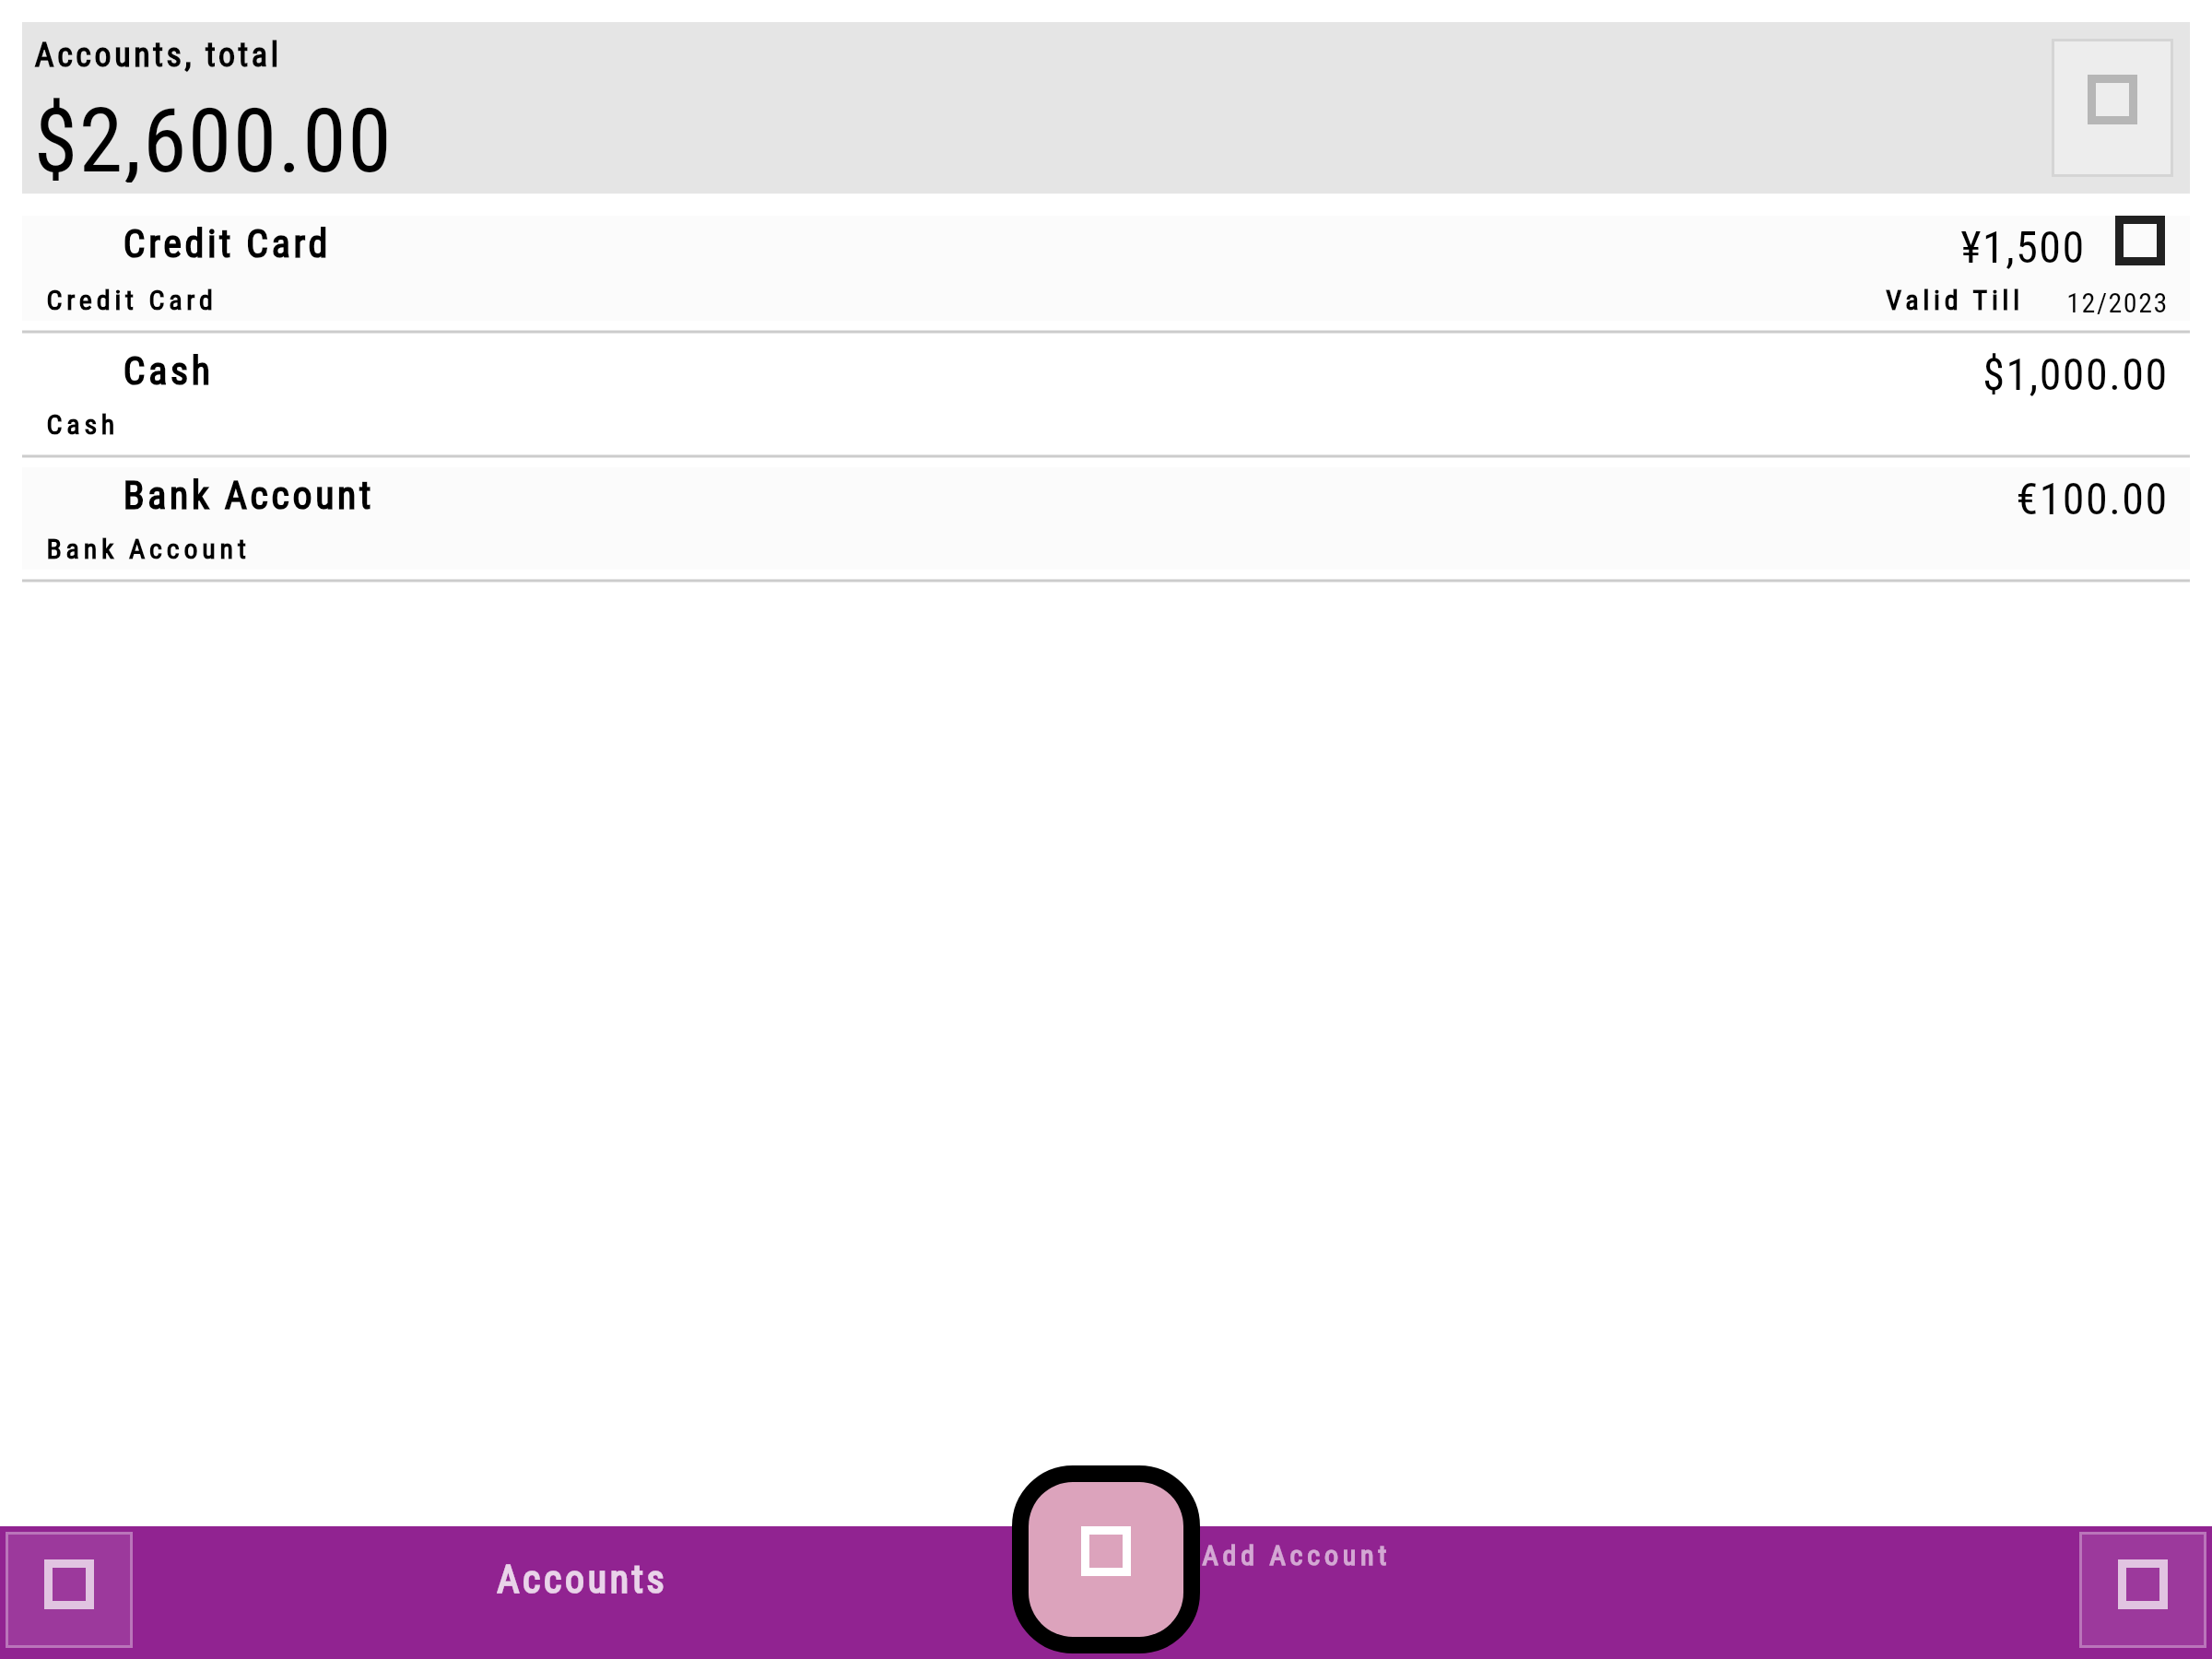 Accounts, total
$2,600.00
Credit Card
¥1,500
Credit Card
Valid Till 12/2023
Cash
$1,000.00
Cash
Bank Account
€100.00
Bank Account
Accounts
Add Account